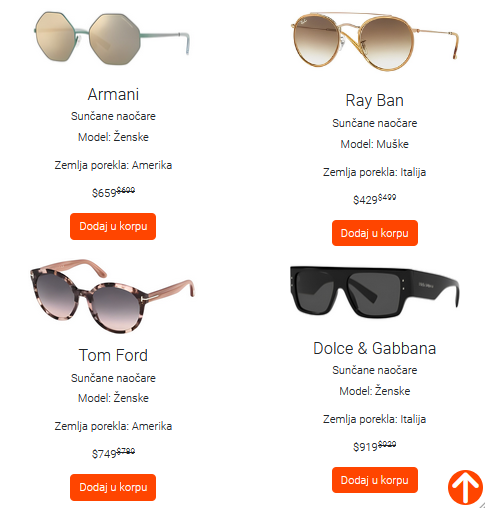 Armani
Sunčane naočare
Model: Ženske
Zemlja porekla: Amerika
$659$699
Dodaj u korpu
Ray Ban
Sunčane naočare
Model: Muške
Zemlja porekla: Italija
$429$499
Dodaj u korpu
Tom Ford
Sunčane naočare
Model: Ženske
Zemlja porekla: Amerika
$749$789
Dodaj u korpu
Dolce & Gabbana
Sunčane naočare
Model: Ženske
Zemlja porekla: Italija
$919$929
Dodaj u korpu